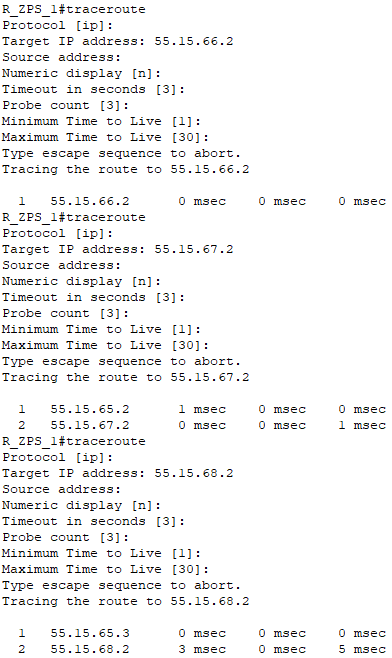 R_ZPS_1#traceroute
Protocol [ip]:
Target IP address: 55.15.66.2
Source address:
Numeric display [n]:
Timeout in seconds [3]:
Probe count [3]:
Minimum Time to Live [1]:
Maximum Time to Live [30]:
Type escape sequence to abort.
Tracing the route to 55.15.66.2

  1   55.15.66.2      0 msec    0 msec    0 msec
R_ZPS_1#traceroute
Protocol [ip]:
Target IP address: 55.15.67.2
Source address:
Numeric display [n]:
Timeout in seconds [3]:
Probe count [3]:
Minimum Time to Live [1]:
Maximum Time to Live [30]:
Type escape sequence to abort.
Tracing the route to 55.15.67.2

  1   55.15.65.2      1 msec    0 msec    0 msec
  2   55.15.67.2      0 msec    0 msec    1 msec
R_ZPS_1#traceroute
Protocol [ip]:
Target IP address: 55.15.68.2
Source address:
Numeric display [n]:
Timeout in seconds [3]:
Probe count [3]:
Minimum Time to Live [1]:
Maximum Time to Live [30]:
Type escape sequence to abort.
Tracing the route to 55.15.68.2

  1   55.15.65.3      0 msec    0 msec    0 msec
  2   55.15.68.2      3 msec    0 msec    5 msec